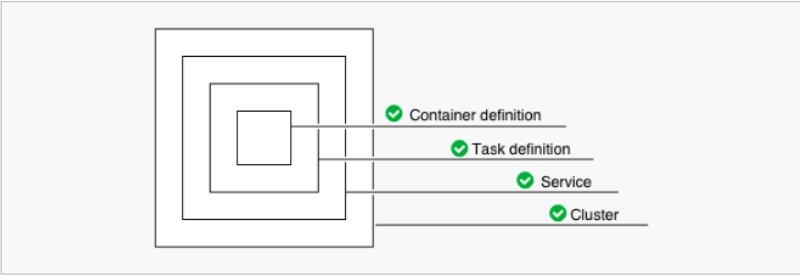 Container definition
Task definition
Service
Cluster